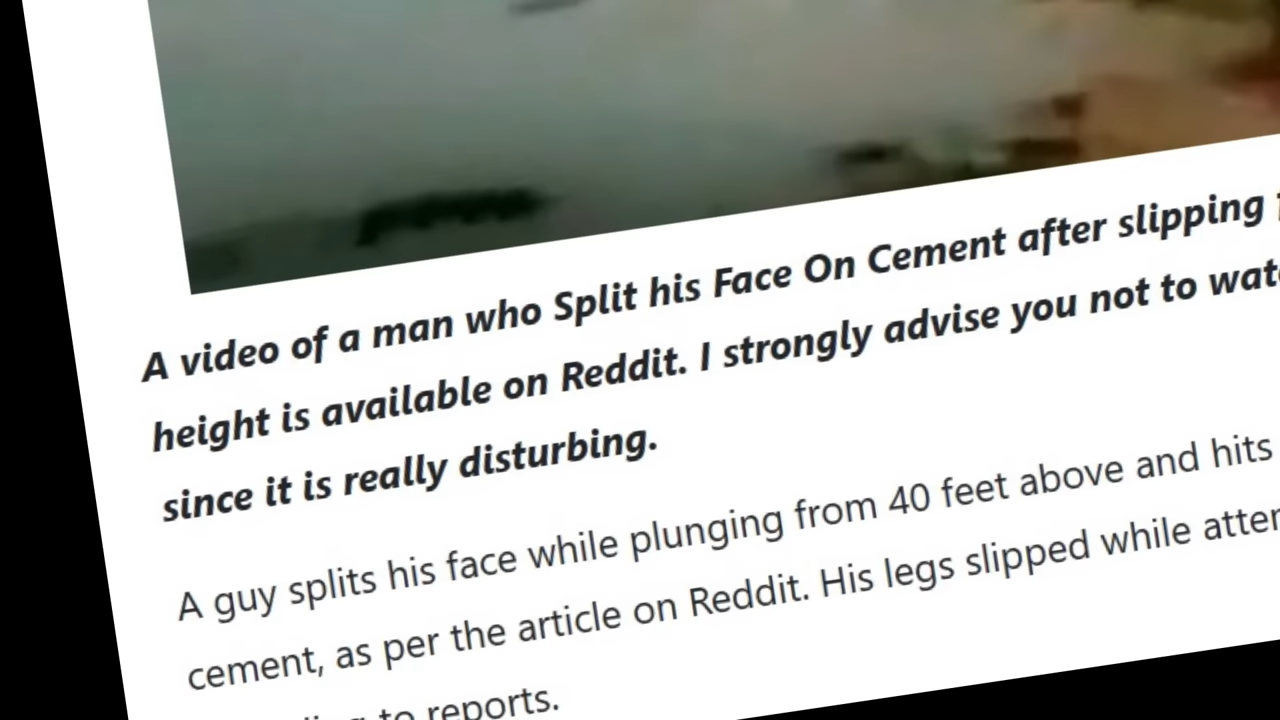 A video of a man who Split his Face On Cement after slipping
height is available on Reddit. I strongly advise you not to
since it is really disturbing.
A guy splits his face while plunging from 40 feet above and hits
cement, as per the article on Reddit. His legs slipped while
to reports.